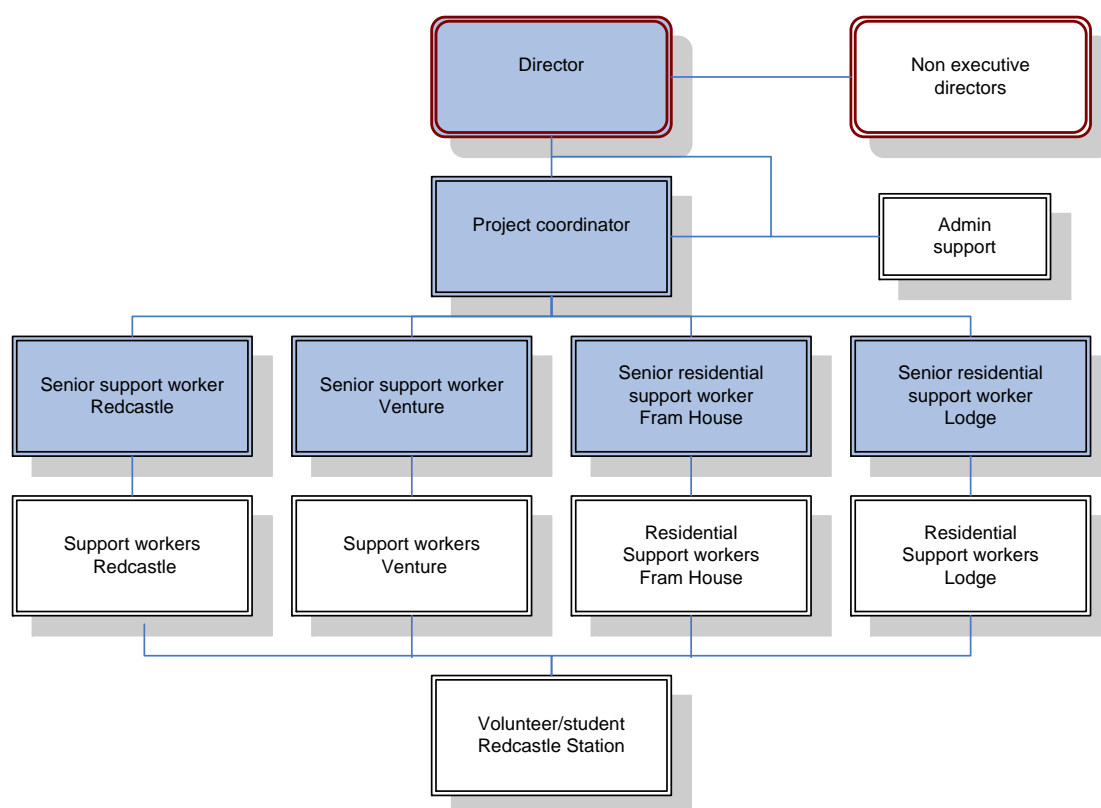 Director
Non executive
directors
Project coordinator
Admin
support
Senior support worker
Redcastle
Senior support worker
Venture
Senior residential
support worker
Fram House
Senior residential
support worker
Lodge
Support workers
Redcastle
Support workers
Venture
Residential
Support workers
Fram House
Residential
Support workers
Lodge
Volunteer/student
Redcastle Station